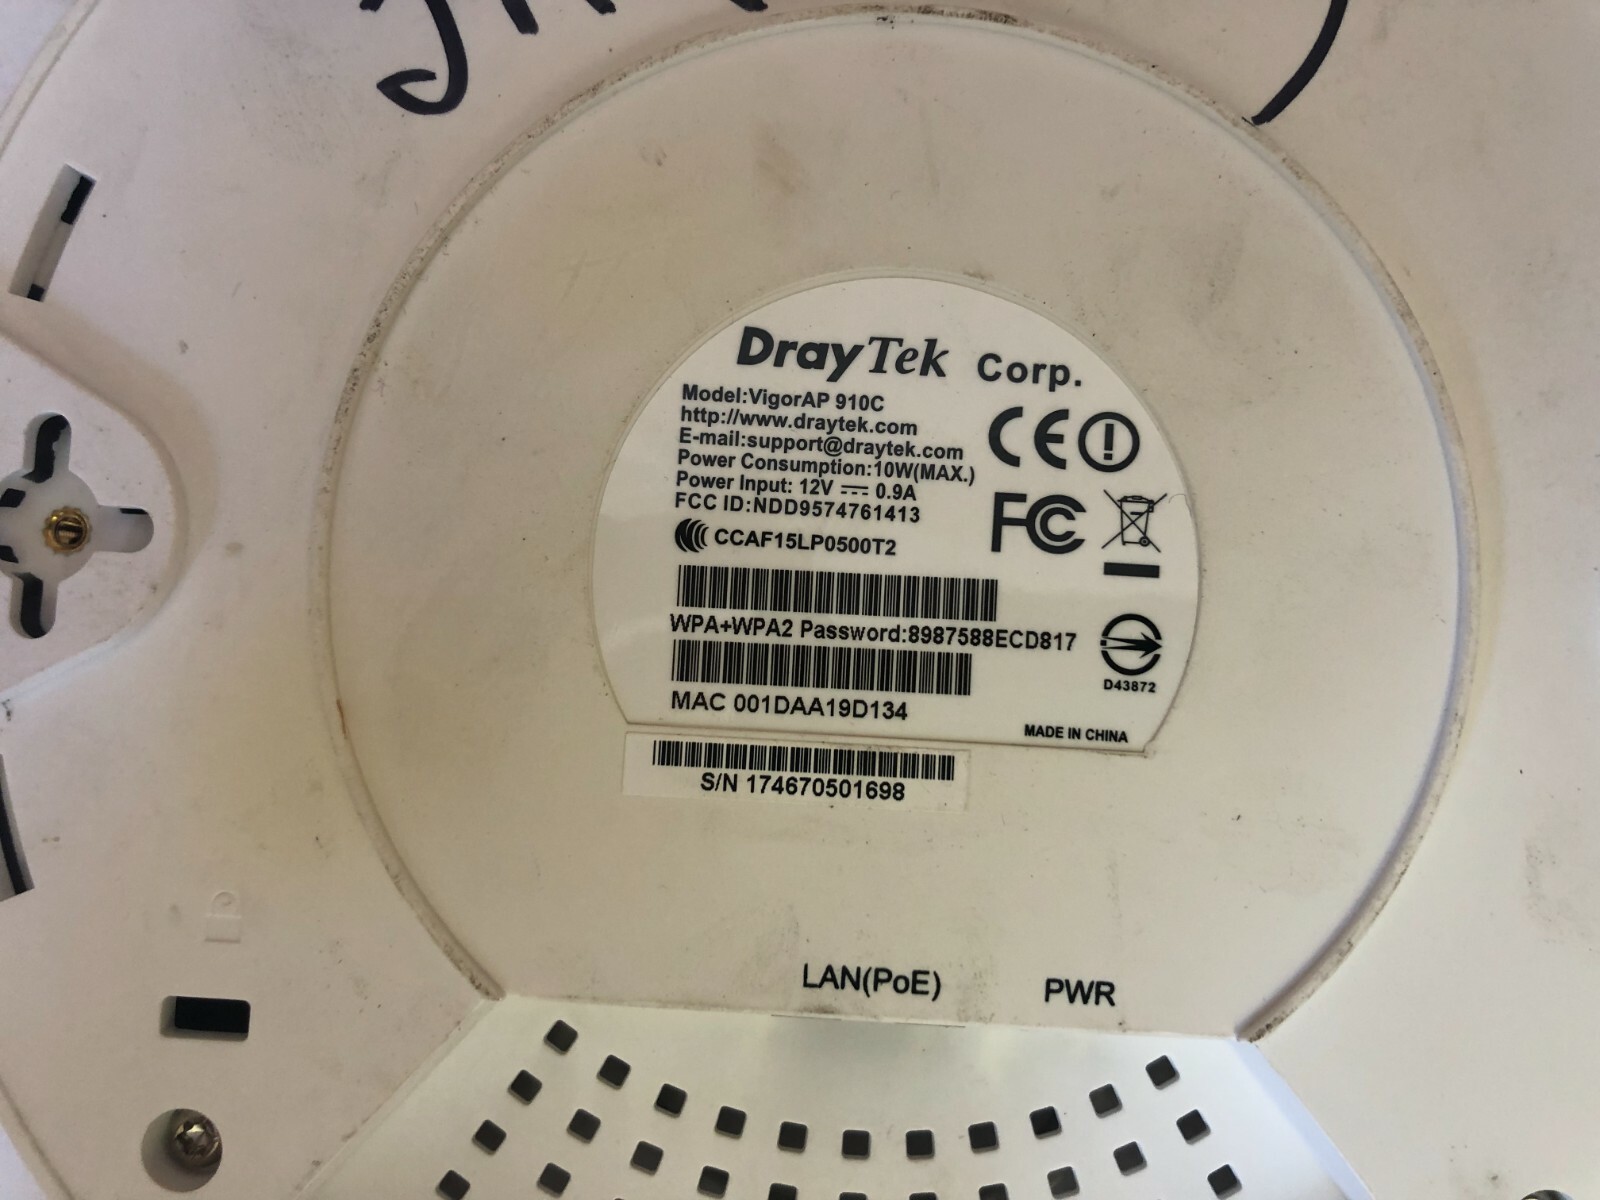 DrayTek Corp.
Model:VigorAP 910C
http://www.draytek.com
E-mail:support@draytek.com
Power Consumption:10W(MAX.)
Power Input: 12V ⎓ 0.9A
FCC ID:NDD9574761413
CCAF15LP0500T2
CE
FC
WPA+WPA2 Password:8987588ECD817
D43872
MAC 001DAA19D134
MADE IN CHINA
S/N 174670501698
LAN(PoE) PWR